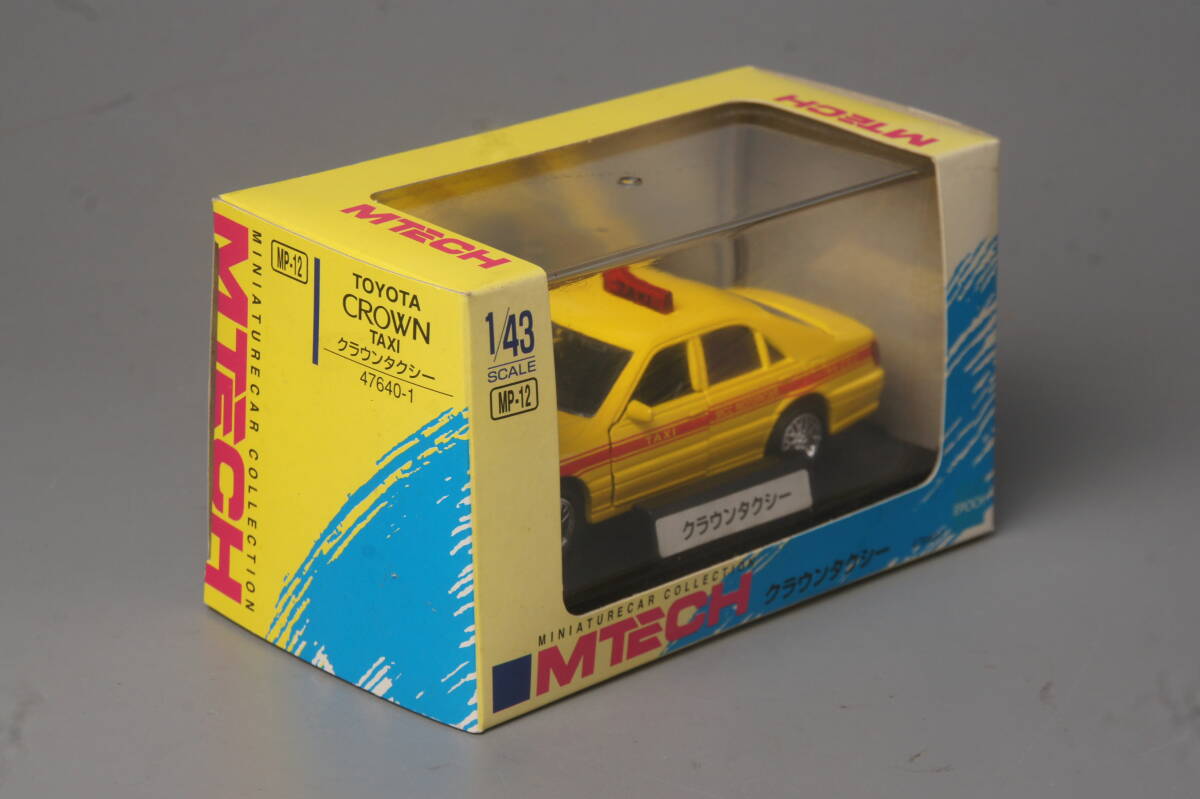 MTECH
MTECH
MTECH
MINIATURECAR COLLECTION
MP-12
TOYOTA
CROWN
TAXI
クラウンタクシー
47640-1
1/43
SCALE
MP-12
TAXI
TAXI
クラウンタクシー
MINIATURECAR COLLECTION
MTECH
クラウンタクシー
EPOCH